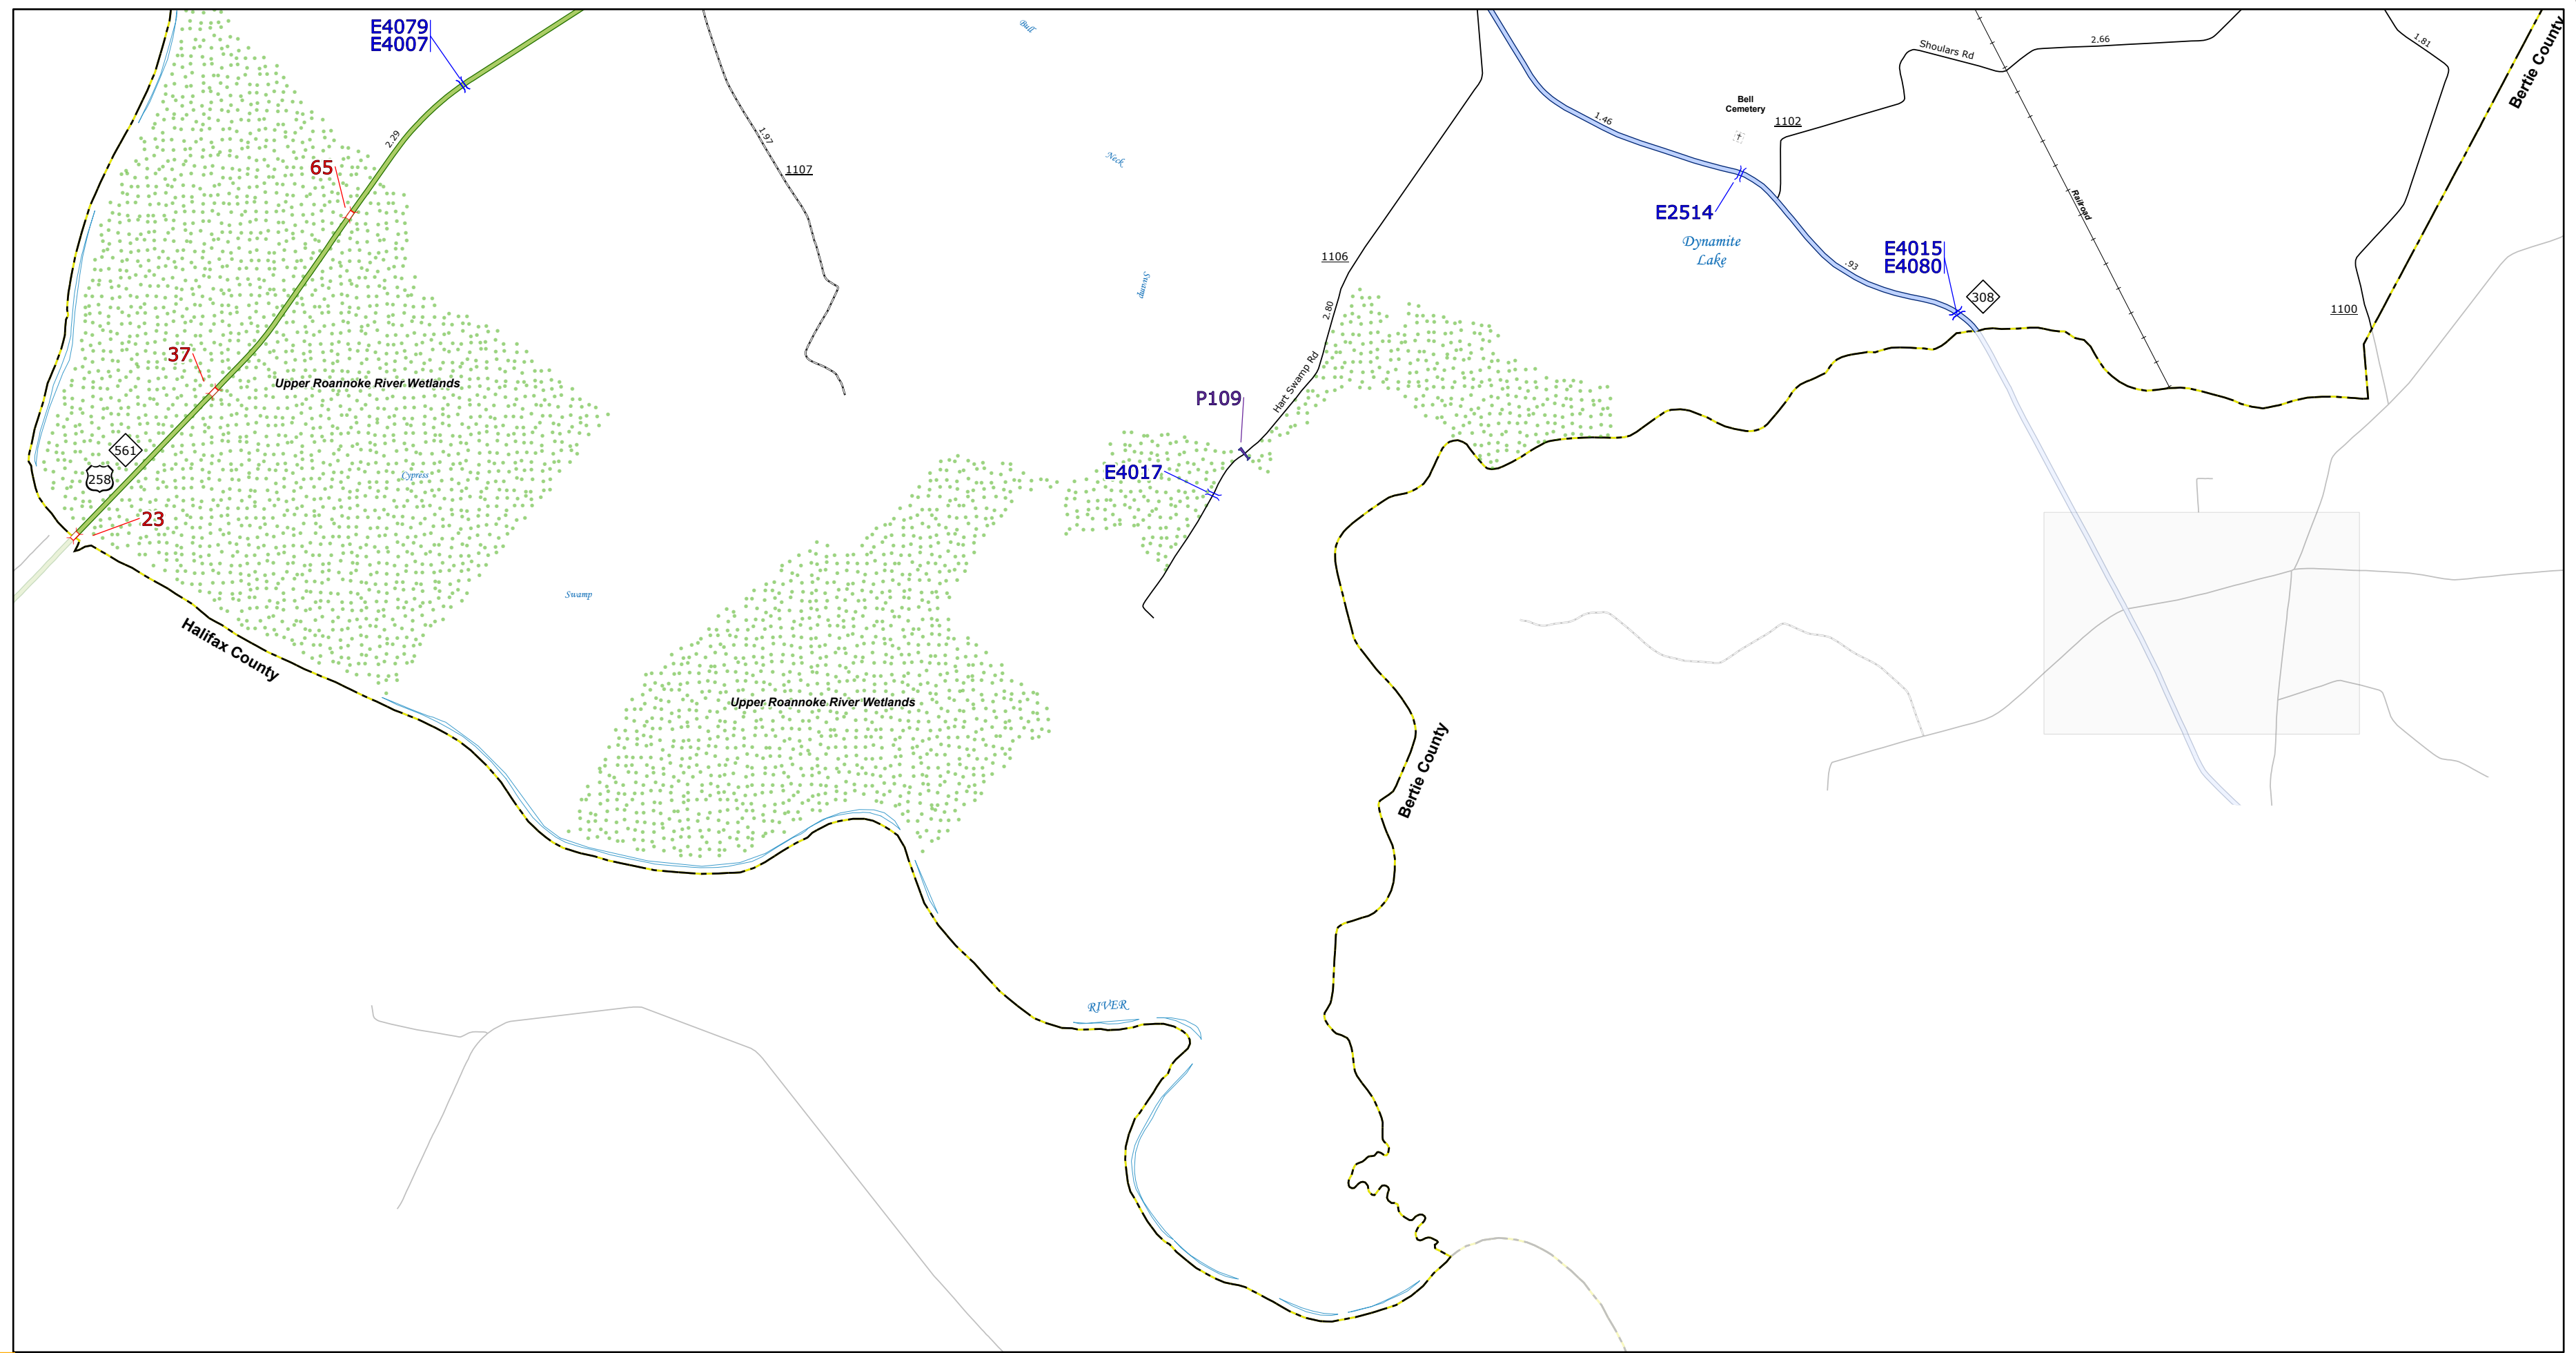 E4079
E4007
Bull
Shoulars Rd
2.66
1.81
Bertie County
Bell
Cemetery
1.46
1102
2.29
1.97
65
1107
Neck
Railroad
E2514
Dynamite
Lake
E4015
E4080
1106
.93
Swamp
308
2.80
1100
37
Upper Roannoke River Wetlands
Hart Swamp Rd
P109
561
258
Cypress
E4017
23
Swamp
Halifax County
Upper Roannoke River Wetlands
Bertie County
RIVER